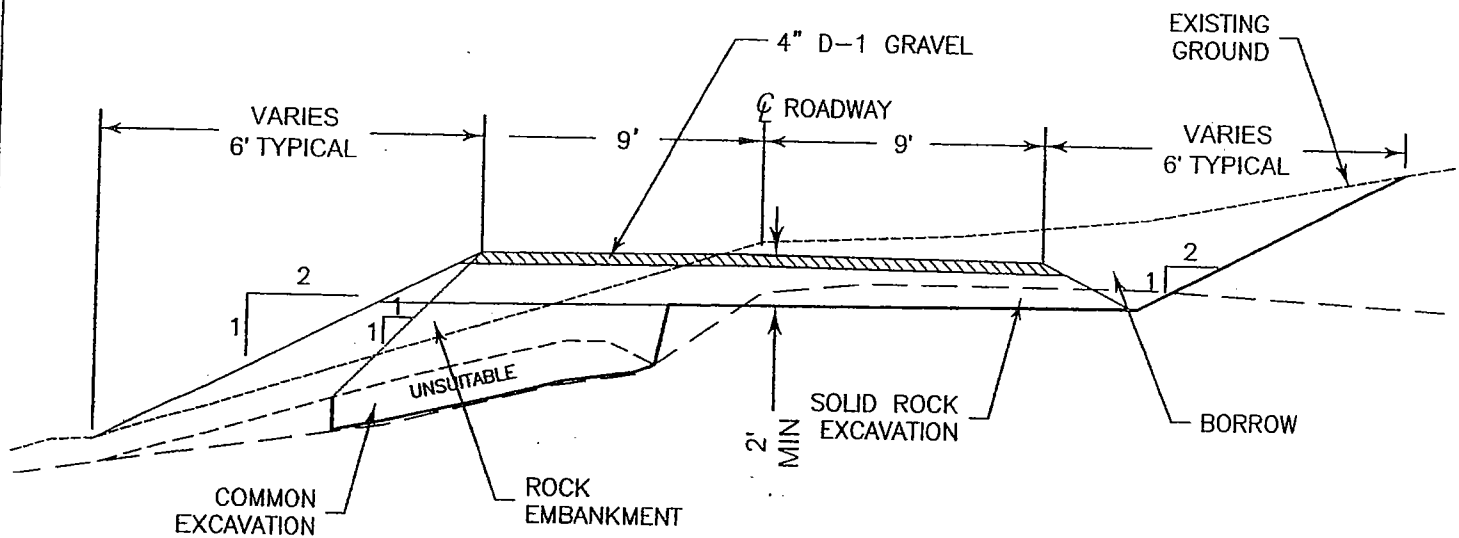 EXISTING
GROUND
4" D-1 GRAVEL
℄ ROADWAY
VARIES
6' TYPICAL
9'
9'
VARIES
6' TYPICAL
2
1
1
1
2
1
UNSUITABLE
2'
MIN
SOLID ROCK
EXCAVATION
BORROW
ROCK
EMBANKMENT
COMMON
EXCAVATION